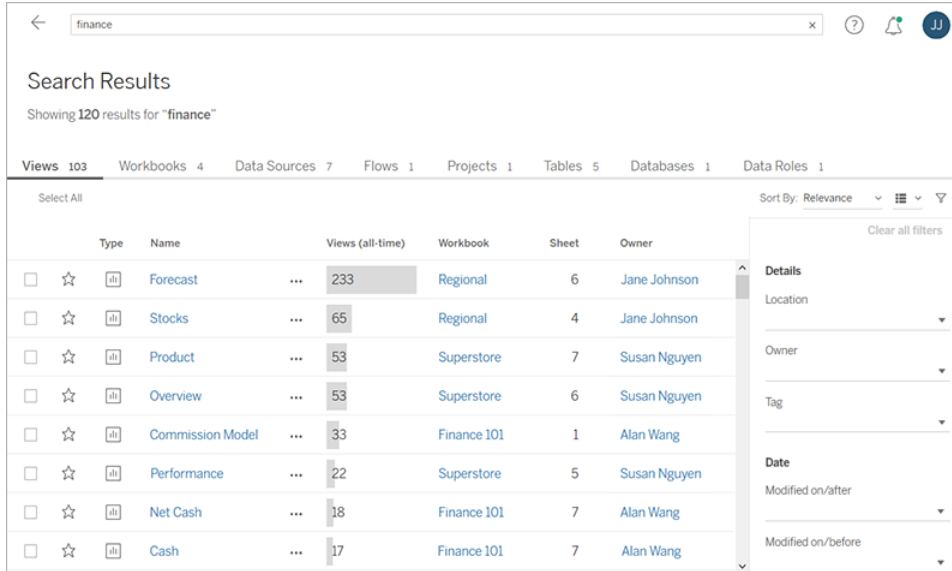 finance ×
? JJ
Search Results
Showing 120 results for “finance”
Views 103 Workbooks 4 Data Sources 7 Flows 1 Projects 1 Tables 5 Databases 1 Data Roles 1
Select All Sort By: Relevance
Clear all filters
Type Name Views (all-time) Workbook Sheet Owner
Forecast ... 233 Regional 6 Jane Johnson
Stocks ... 65 Regional 4 Jane Johnson
Product ... 53 Superstore 7 Susan Nguyen
Overview ... 53 Superstore 6 Susan Nguyen
Commission Model ... 33 Finance 101 1 Alan Wang
Performance ... 22 Superstore 5 Susan Nguyen
Net Cash ... 18 Finance 101 7 Alan Wang
Cash ... 17 Finance 101 7 Alan Wang
Details
Location
Owner
Tag
Date
Modified on/after
Modified on/before